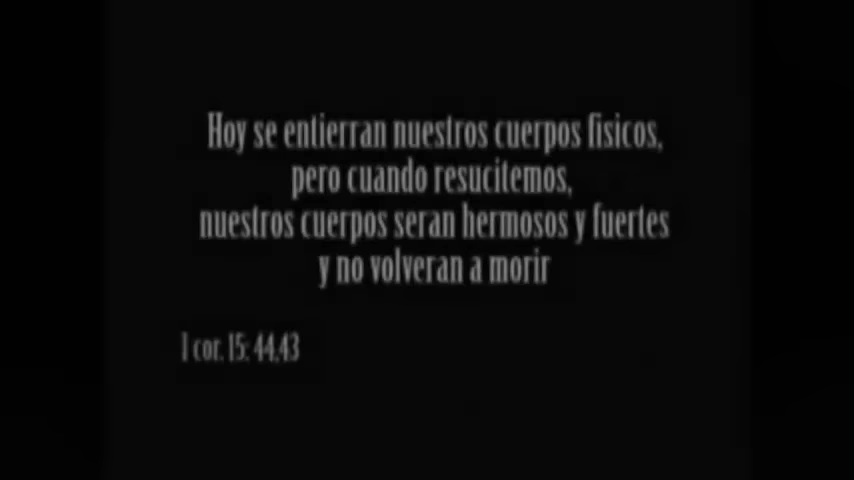 Hoy se entierran nuestros cuerpos fisicos,
pero cuando resucitemos,
nuestros cuerpos seran hermosos y fuertes
y no volveran a morir
1 cor. 15: 44,43